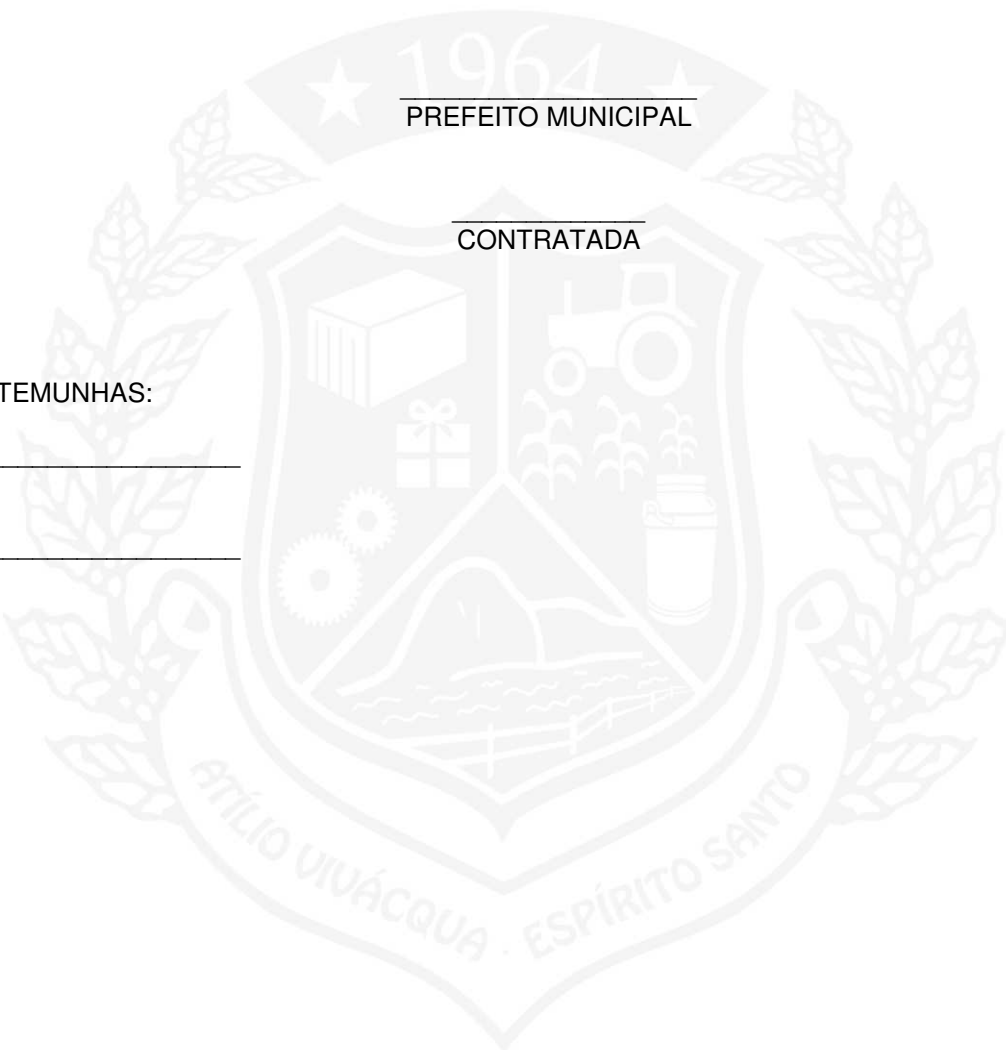 1964
PREFEITO MUNICIPAL
CONTRATADA
TEMUNHAS:
ATÍLIO VIVÁCQUA - ESPÍRITO SANTO